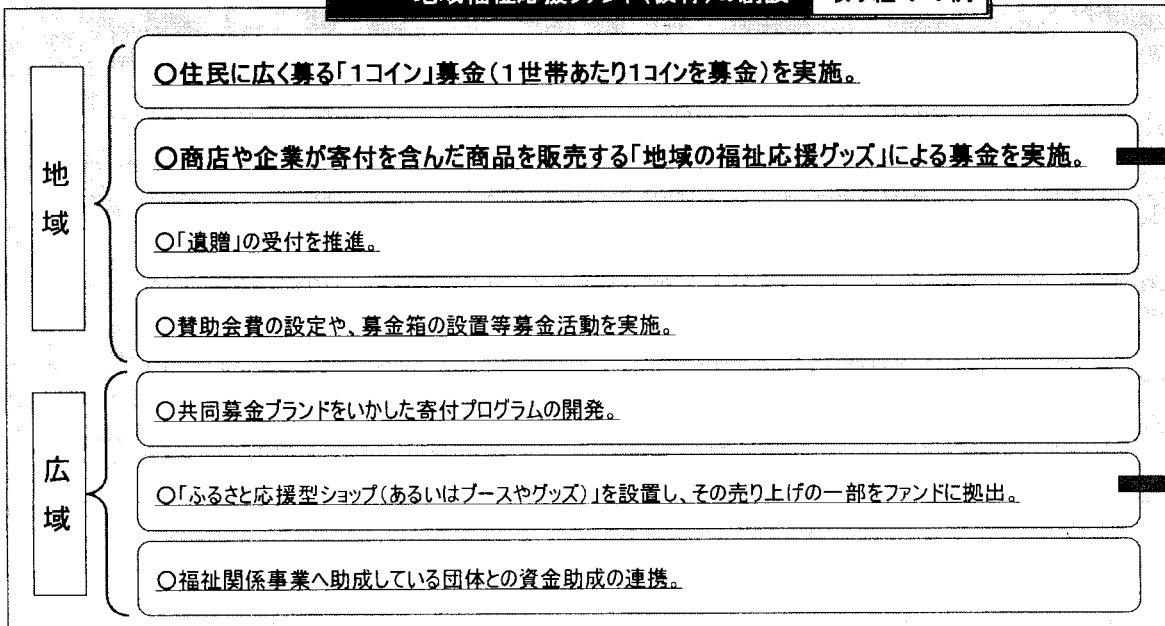 地域
○住民に広く募る「1コイン」募金(1世帯あたり1コインを募金)を実施。
○商店や企業が寄付を含んだ商品を販売する「地域の福祉応援グッズ」による募金を実施。
○「遺贈」の受付を推進。
○賛助会費の設定や、募金箱の設置等募金活動を実施。
広域
○共同募金ブランドをいかした寄付プログラムの開発。
○「ふるさと応援型ショップ(あるいはブースやグッズ)」を設置し、その売り上げの一部をファンドに拠出。
○福祉関係事業へ助成している団体との資金助成の連携。